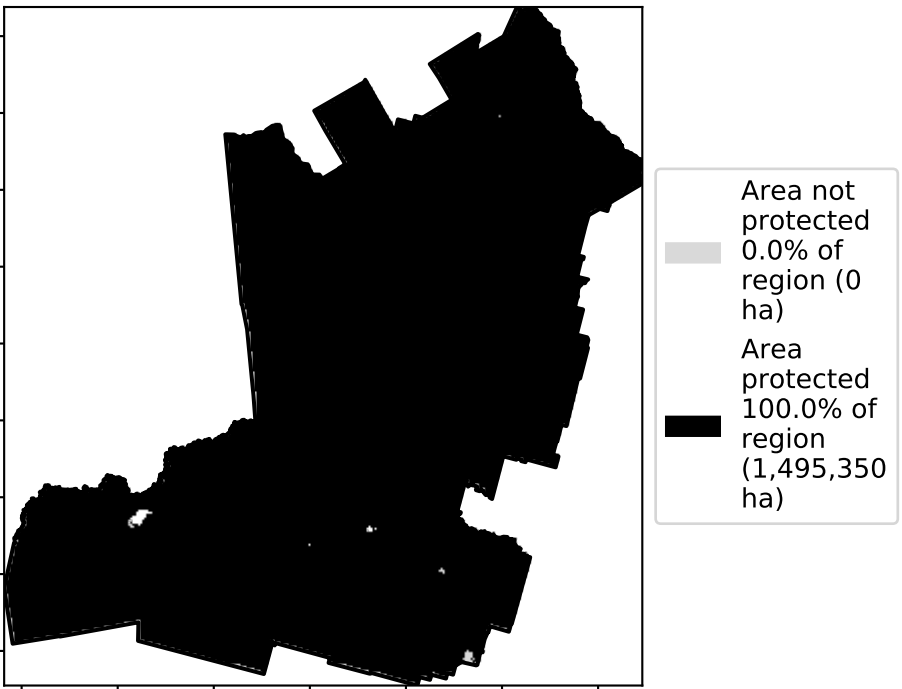 Area not
protected
0.0% of
region (0
ha)
Area
protected
100.0% of
region
(1,495,350
ha)